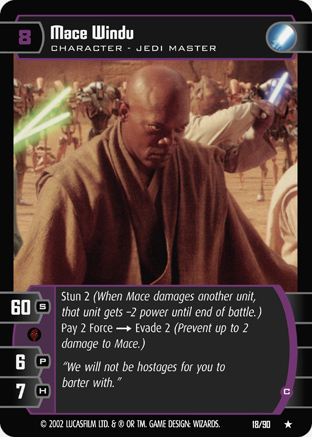 8 Mace Windu
CHARACTER - JEDI MASTER
60 S
Stun 2 (When Mace damages another unit,
that unit gets -2 power until end of battle.)
Pay 2 Force → Evade 2 (Prevent up to 2
damage to Mace.)
6 P
"We will not be hostages for you to
barter with."
7 H
C
© 2002 LUCASFILM LTD. & ® OR TM. GAME DESIGN: WIZARDS. 18/90 ★